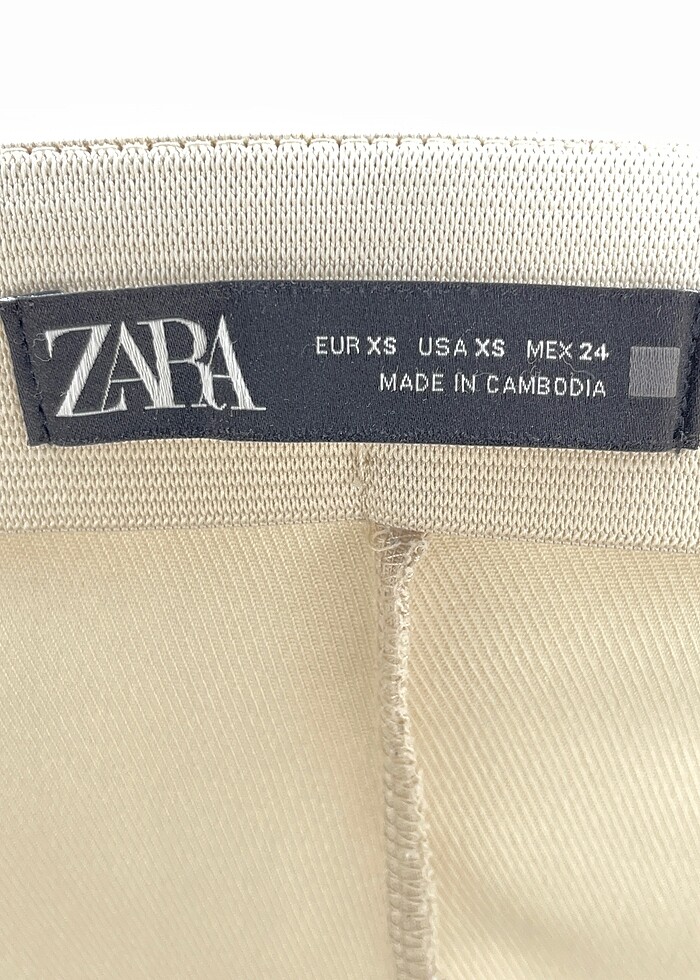 ZARA
EUR XS USA XS MEX 24
MADE IN CAMBODIA